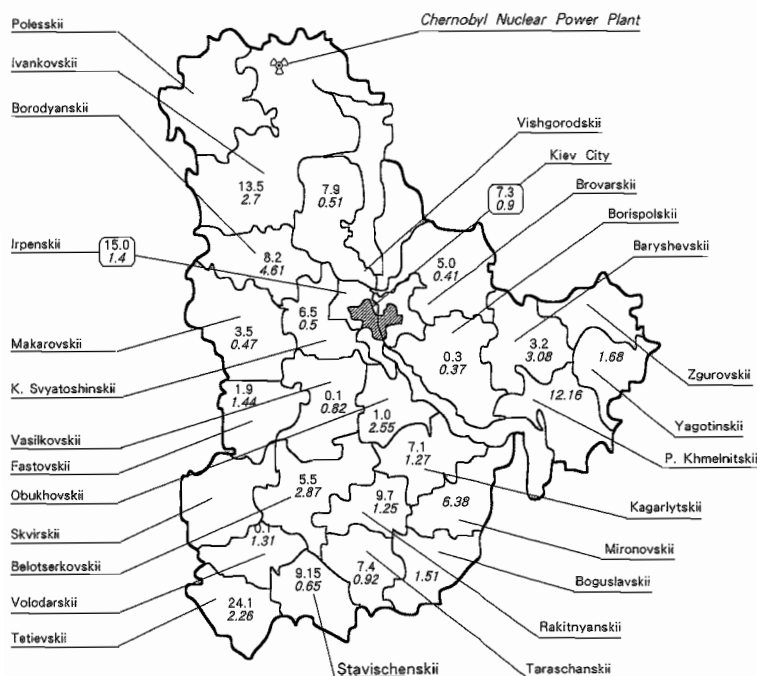 Chernobyl Nuclear Power Plant
Polesskii
Ivankovskii
Borodyanskii
Vishgorodskii
Kiev City
7.3
0.9
Brovarskii
Borispolskii
Baryshevskii
13.5
2.7
7.9
0.51
Irpenskii
15.0
1.4
8.2
4.61
5.0
0.41
6.5
0.5
Makarovskii
3.5
0.47
0.3
0.37
3.2
3.08
1.68
Zgurovskii
K. Svyatoshinskii
1.9
1.44
0.1
0.82
12.16
Yagotinskii
Vasilkovskii
1.0
2.55
P. Khmelnitskii
Fastovskii
7.1
1.27
Obukhovskii
5.5
2.87
9.7
1.25
6.38
Kagarlytskii
Skvirskii
0.1
1.31
Mironovskii
Belotserkovskii
9.15
0.65
7.4
0.92
1.51
Boguslavskii
Volodarskii
24.1
2.26
Rakitnyanskii
Tetievskii
Stavischenskii
Taraschanskii